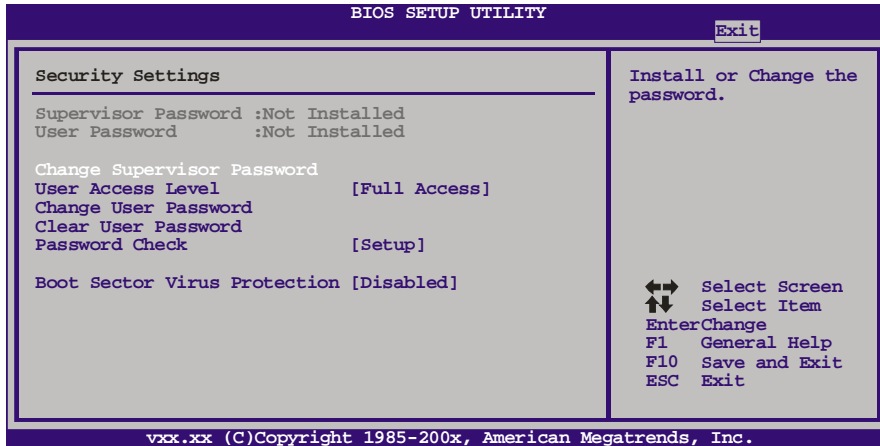 BIOS SETUP UTILITY
Exit
Security Settings
Supervisor Password :Not Installed
User Password :Not Installed
Change Supervisor Password
User Access Level [Full Access]
Change User Password
Clear User Password
Password Check [Setup]
Boot Sector Virus Protection [Disabled]
Install or Change the
password.
Select Screen
Select Item
EnterChange
F1 General Help
F10 Save and Exit
ESC Exit
vxx.xx (C)Copyright 1985-200x, American Megatrends, Inc.